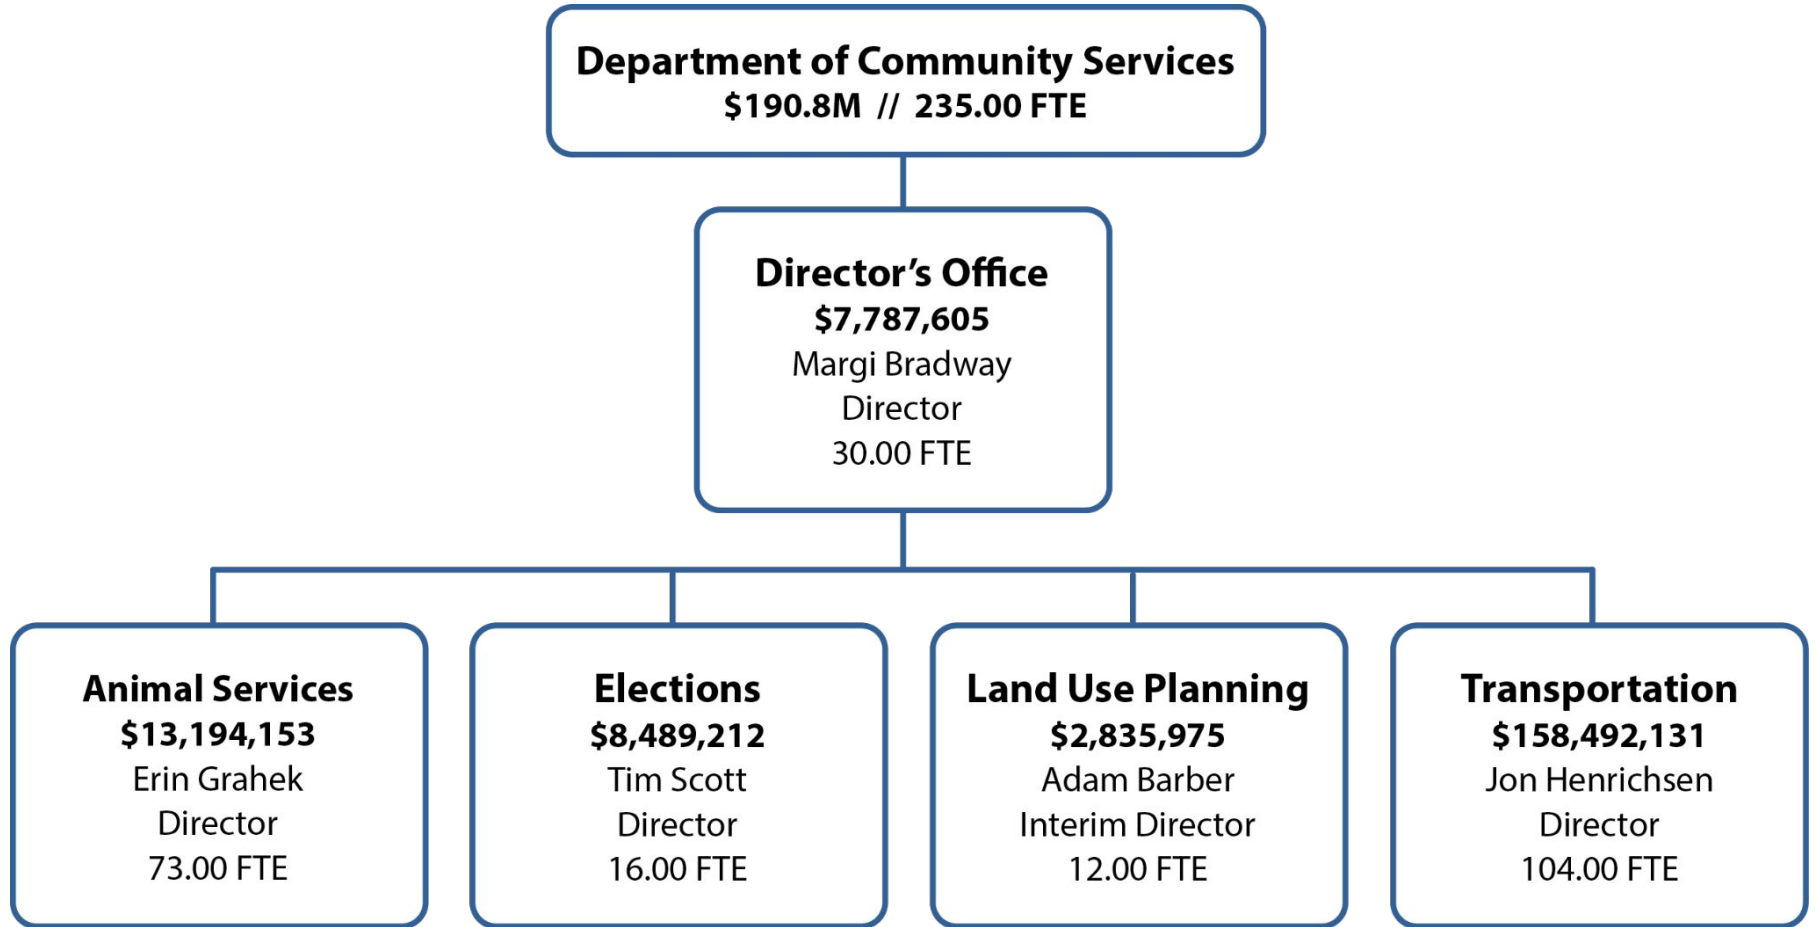 Department of Community Services
$190.8M // 235.00 FTE
Director’s Office
$7,787,605
Margi Bradway
Director
30.00 FTE
Animal Services
$13,194,153
Erin Grahek
Director
73.00 FTE
Elections
$8,489,212
Tim Scott
Director
16.00 FTE
Land Use Planning
$2,835,975
Adam Barber
Interim Director
12.00 FTE
Transportation
$158,492,131
Jon Henrichsen
Director
104.00 FTE